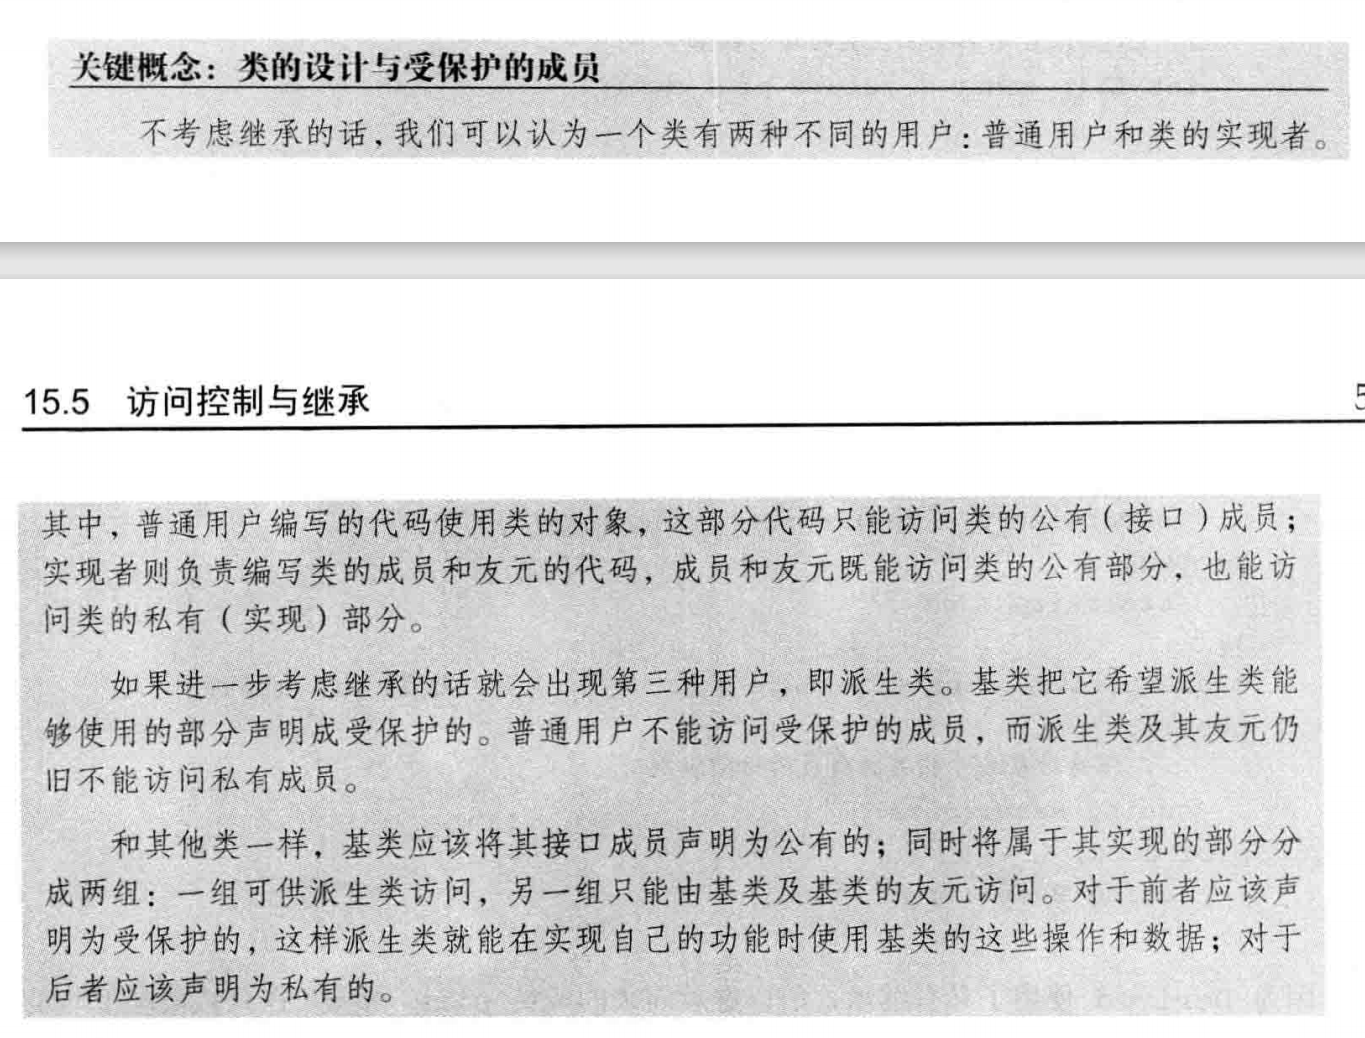 关键概念：类的设计与受保护的成员
不考虑继承的话，我们可以认为一个类有两种不同的用户：普通用户和类的实现者。
15.5 访问控制与继承
5
其中，普通用户编写的代码使用类的对象，这部分代码只能访问类的公有（接口）成员；
实现者则负责编写类的成员和友元的代码，成员和友元既能访问类的公有部分，也能访
问类的私有（实现）部分。
如果进一步考虑继承的话就会出现第三种用户，即派生类。基类把它希望派生类能
够使用的部分声明成受保护的。普通用户不能访问受保护的成员，而派生类及其友元仍
旧不能访问私有成员。
和其他类一样，基类应该将其接口成员声明为公有的；同时将属于其实现的部分分
成两组：一组可供派生类访问，另一组只能由基类及基类的友元访问。对于前者应该声
明为受保护的，这样派生类就能在实现自己的功能时使用基类的这些操作和数据；对于
后者应该声明为私有的。